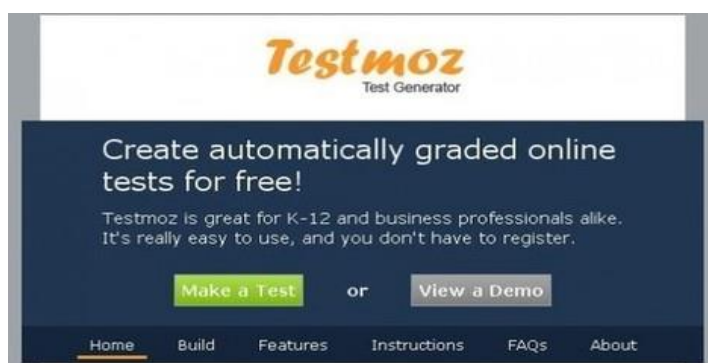 Testmoz
Test Generator
Create automatically graded online
tests for free!
Testmoz is great for K-12 and business professionals alike.
It's really easy to use, and you don't have to register.
Make a Test or View a Demo
Home Build Features Instructions FAQs About